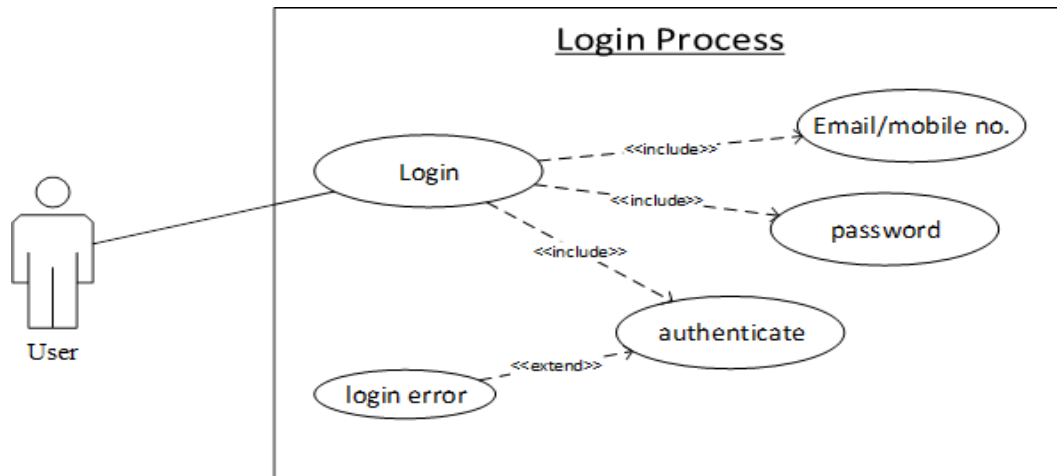 Login Process
Email/mobile no.
<<include>>
Login
<<include>>
password
<<include>>
authenticate
User
<<extend>>
login error